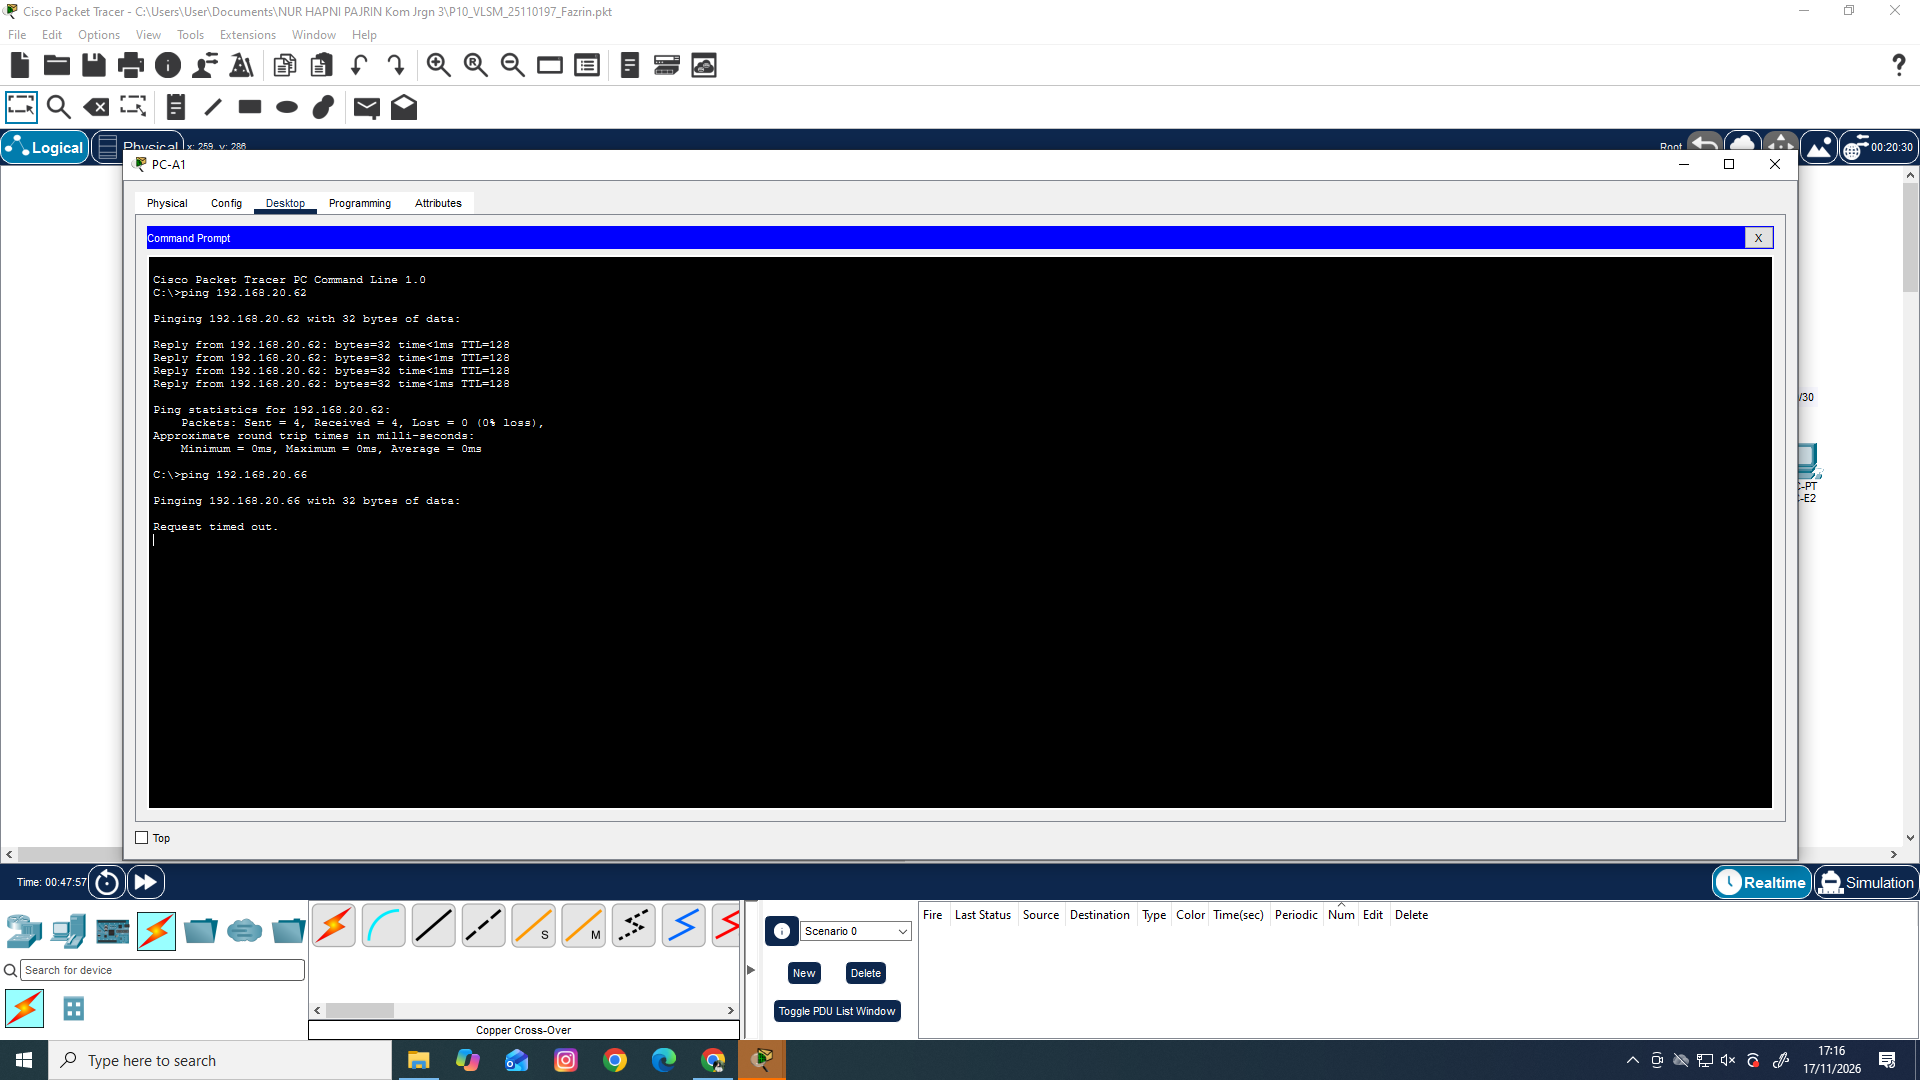 Cisco Packet Tracer - C:\Users\User\Documents\NUR HAPNI PAJRIN Kom Jrgn 3\P10_VLSM_25110197_Fazrin.pkt
File Edit Options View Tools Extensions Window Help
?
Logical Physical x: 259, y: 286 Root 00:20:30
PC-A1
Physical Config Desktop Programming Attributes
Command Prompt X
Cisco Packet Tracer PC Command Line 1.0
C:\>ping 192.168.20.62
Pinging 192.168.20.62 with 32 bytes of data:
Reply from 192.168.20.62: bytes=32 time<1ms TTL=128
Reply from 192.168.20.62: bytes=32 time<1ms TTL=128
Reply from 192.168.20.62: bytes=32 time<1ms TTL=128
Reply from 192.168.20.62: bytes=32 time<1ms TTL=128
Ping statistics for 192.168.20.62:
Packets: Sent = 4, Received = 4, Lost = 0 (0% loss),
Approximate round trip times in milli-seconds:
Minimum = 0ms, Maximum = 0ms, Average = 0ms
C:\>ping 192.168.20.66
Pinging 192.168.20.66 with 32 bytes of data:
Request timed out.
/30
C-PT
C-E2
Top
Time: 00:47:57 Realtime Simulation
S M
Search for device
Copper Cross-Over
Scenario 0
New Delete
Toggle PDU List Window
Fire Last Status Source Destination Type Color Time(sec) Periodic Num Edit Delete
Type here to search
17:16
17/11/2026